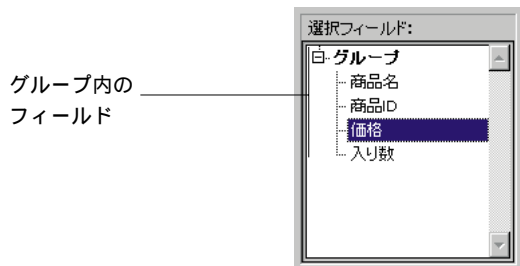 選択フィールド:
グループ
商品名
商品ID
価格
入り数
グループ内の
フィールド